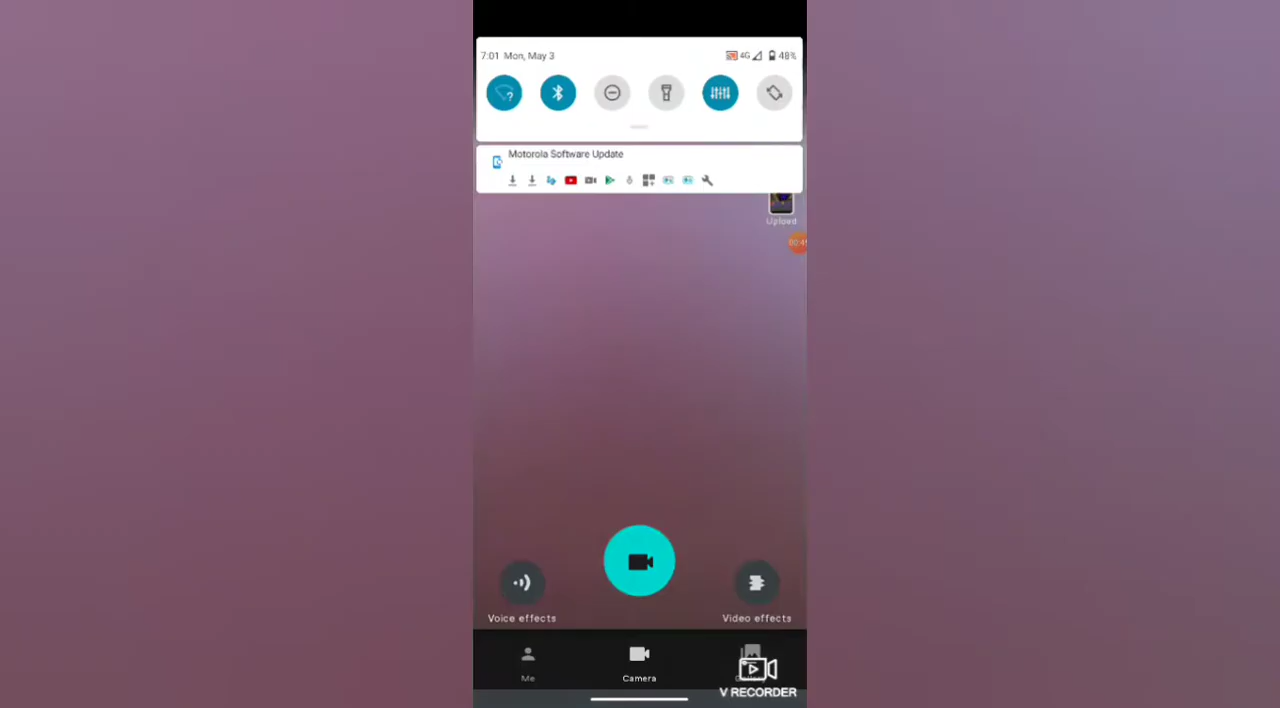 7:01 Mon, May 3
4G 48%
Motorola Software Update
Upload
Voice effects
Video effects
Me
Camera
V RECORDER